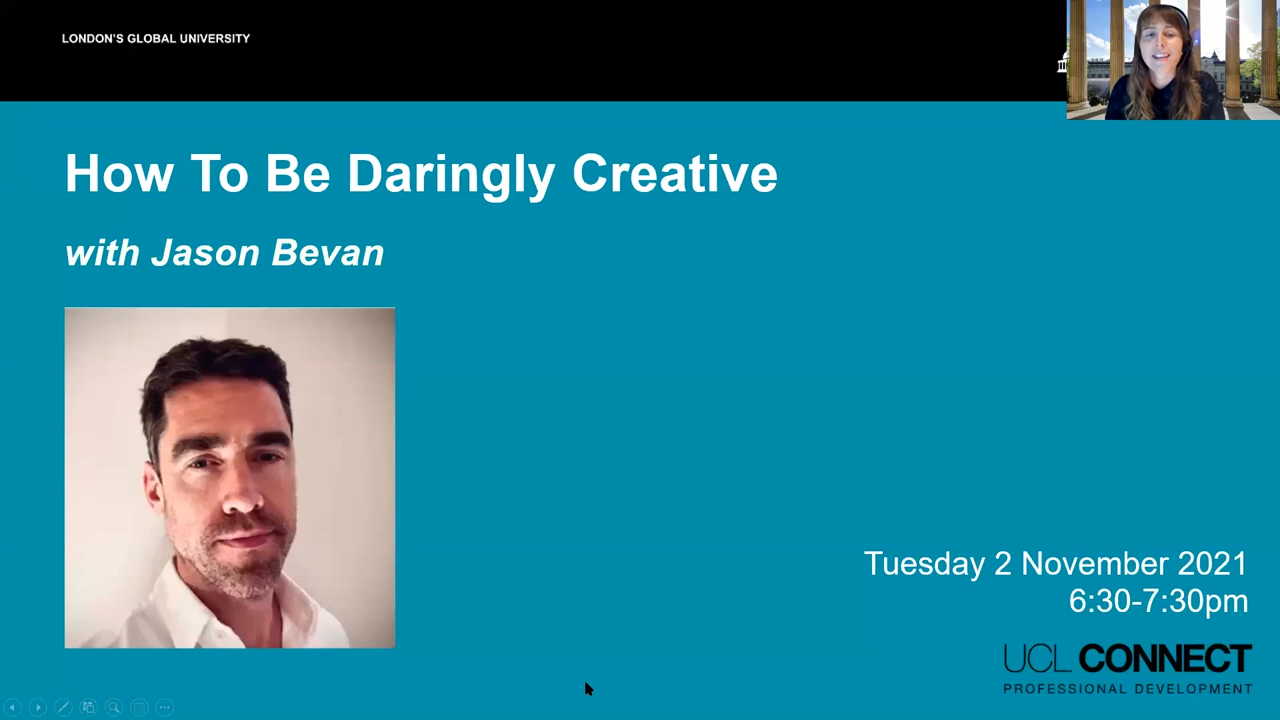 LONDON'S GLOBAL UNIVERSITY
How To Be Daringly Creative
with Jason Bevan
Tuesday 2 November 2021
6:30-7:30pm
UCL CONNECT
PROFESSIONAL DEVELOPMENT